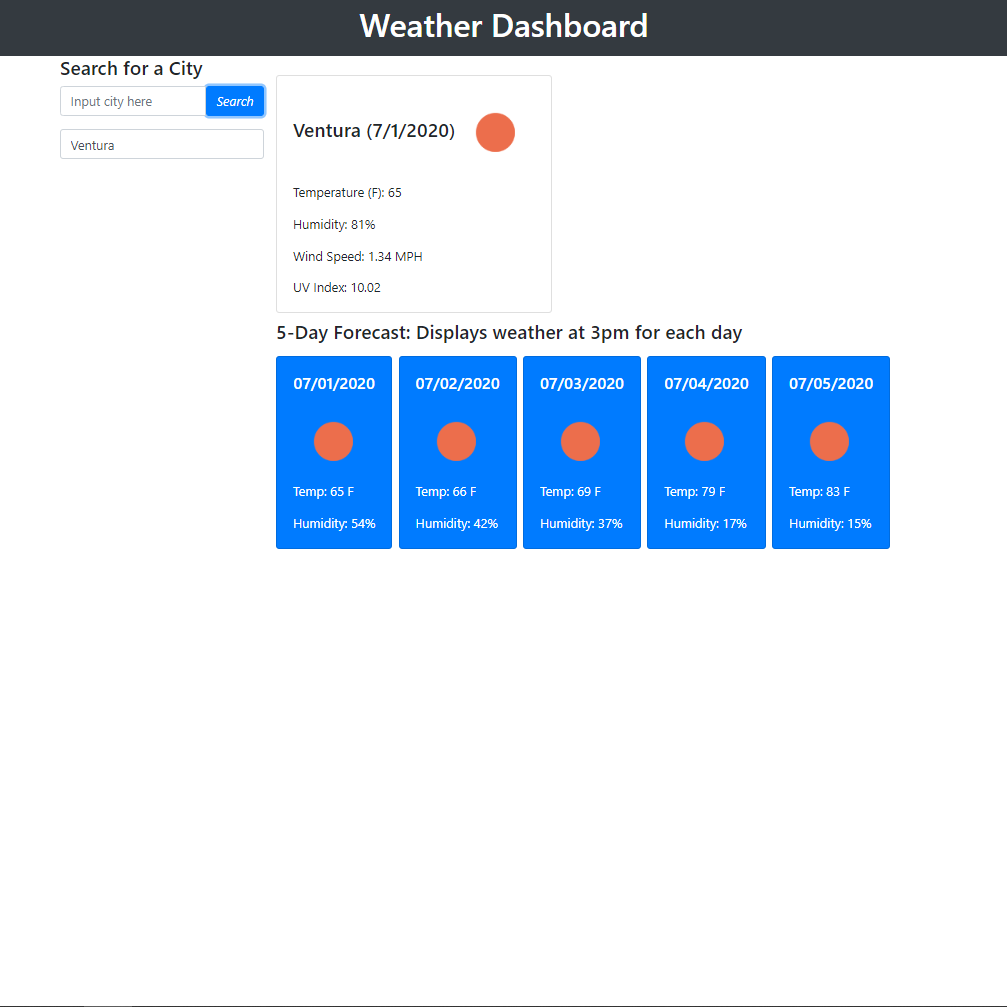 Weather Dashboard
Search for a City
Input city here
Search
Ventura
Ventura (7/1/2020)
Temperature (F): 65
Humidity: 81%
Wind Speed: 1.34 MPH
UV Index: 10.02
5-Day Forecast: Displays weather at 3pm for each day
07/01/2020
Temp: 65 F
Humidity: 54%
07/02/2020
Temp: 66 F
Humidity: 42%
07/03/2020
Temp: 69 F
Humidity: 37%
07/04/2020
Temp: 79 F
Humidity: 17%
07/05/2020
Temp: 83 F
Humidity: 15%